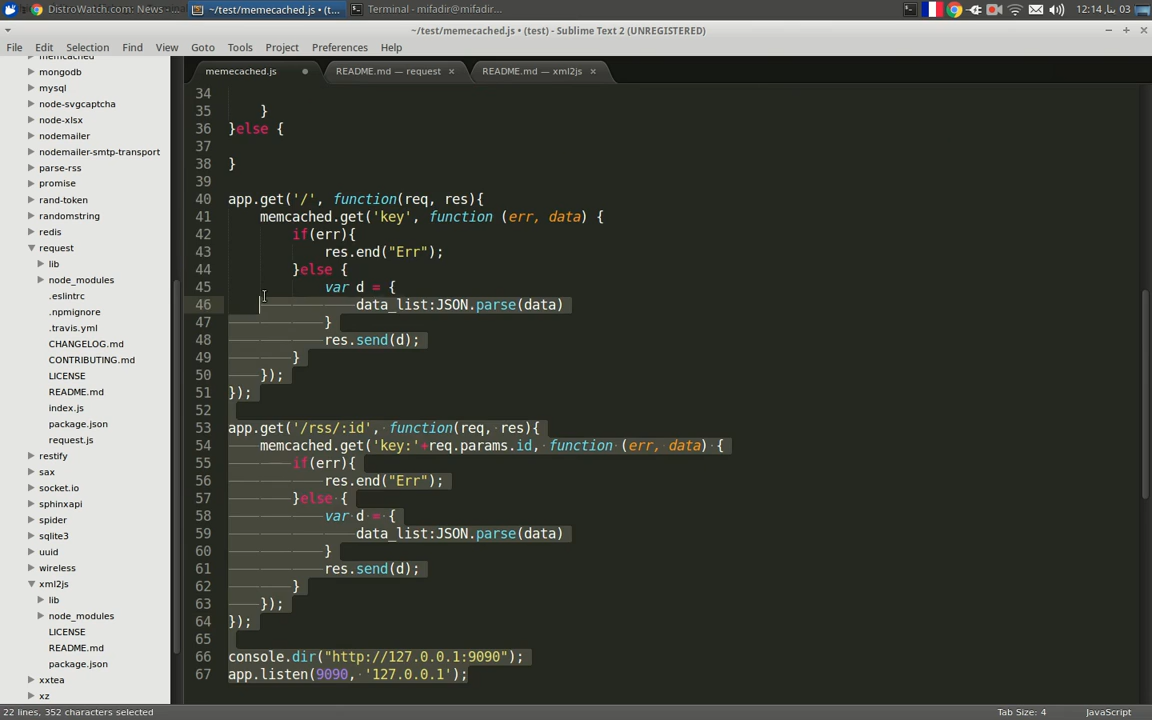 DistroWatch.com: News - ...
~/test/memecached.js • (t...
Terminal - mifadir@mifadir...
12:14
03
~/test/memecached.js • (test) - Sublime Text 2 (UNREGISTERED)
File Edit Selection Find View Goto Tools Project Preferences Help
memcached
mongodb
mysql
node-svgcaptcha
node-xlsx
nodemailer
nodemailer-smtp-transport
parse-rss
promise
rand-token
randomstring
redis
request
lib
node_modules
.eslintrc
.npmignore
.travis.yml
CHANGELOG.md
CONTRIBUTING.md
LICENSE
README.md
index.js
package.json
request.js
restify
sax
socket.io
sphinxapi
spider
sqlite3
uuid
wireless
xml2js
lib
node_modules
LICENSE
README.md
package.json
xxtea
xz
memecached.js
README.md — request
README.md — xml2js
34
35 }
36 }else {
37
38 }
39
40 app.get('/', function(req, res){
41 memcached.get('key', function (err, data) {
42 if(err){
43 res.end("Err");
44 }else {
45 var d = {
46 data_list:JSON.parse(data)
47 }
48 res.send(d);
49 }
50 });
51 });
52
53 app.get('/rss/:id', function(req, res){
54 memcached.get('key:'+req.params.id, function (err, data) {
55 if(err){
56 res.end("Err");
57 }else {
58 var d = {
59 data_list:JSON.parse(data)
60 }
61 res.send(d);
62 }
63 });
64 });
65
66 console.dir("http://127.0.0.1:9090");
67 app.listen(9090, '127.0.0.1');
22 lines, 352 characters selected
Tab Size: 4
JavaScript